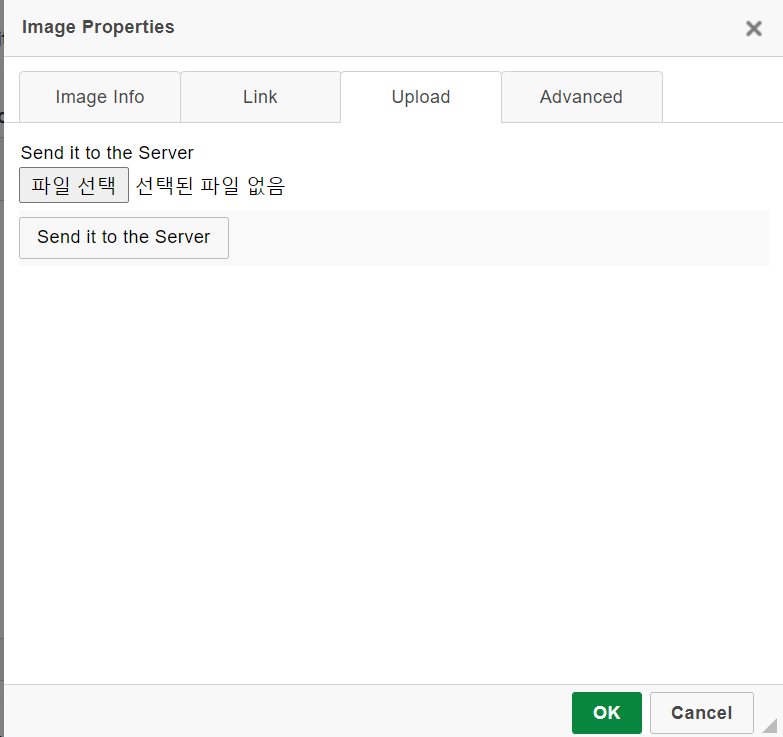 Image Properties
Image Info Link Upload Advanced
Send it to the Server
파일 선택 선택된 파일 없음
Send it to the Server
OK Cancel